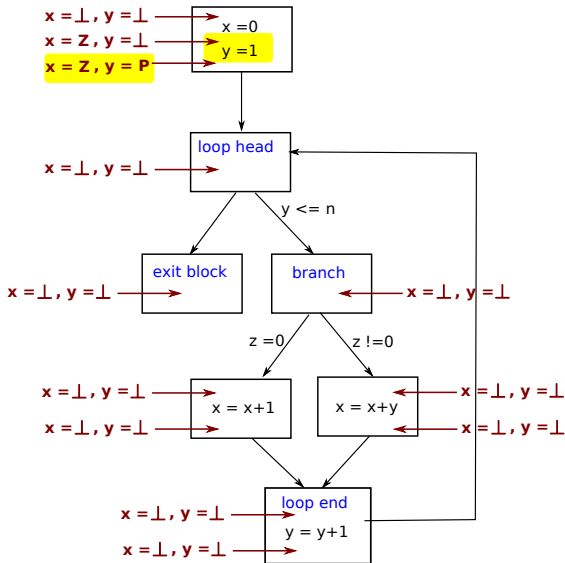 x =⊥, y =⊥
x =0
x = Z, y =⊥
y =1
x = Z, y = P
loop head
x =⊥, y =⊥
y <= n
exit block
branch
x =⊥, y =⊥
x =⊥, y =⊥
z =0
z !=0
x =⊥, y =⊥
x =⊥, y =⊥
x = x+1
x = x+y
x =⊥, y =⊥
x =⊥, y =⊥
loop end
x =⊥, y =⊥
y = y+1
x =⊥, y =⊥